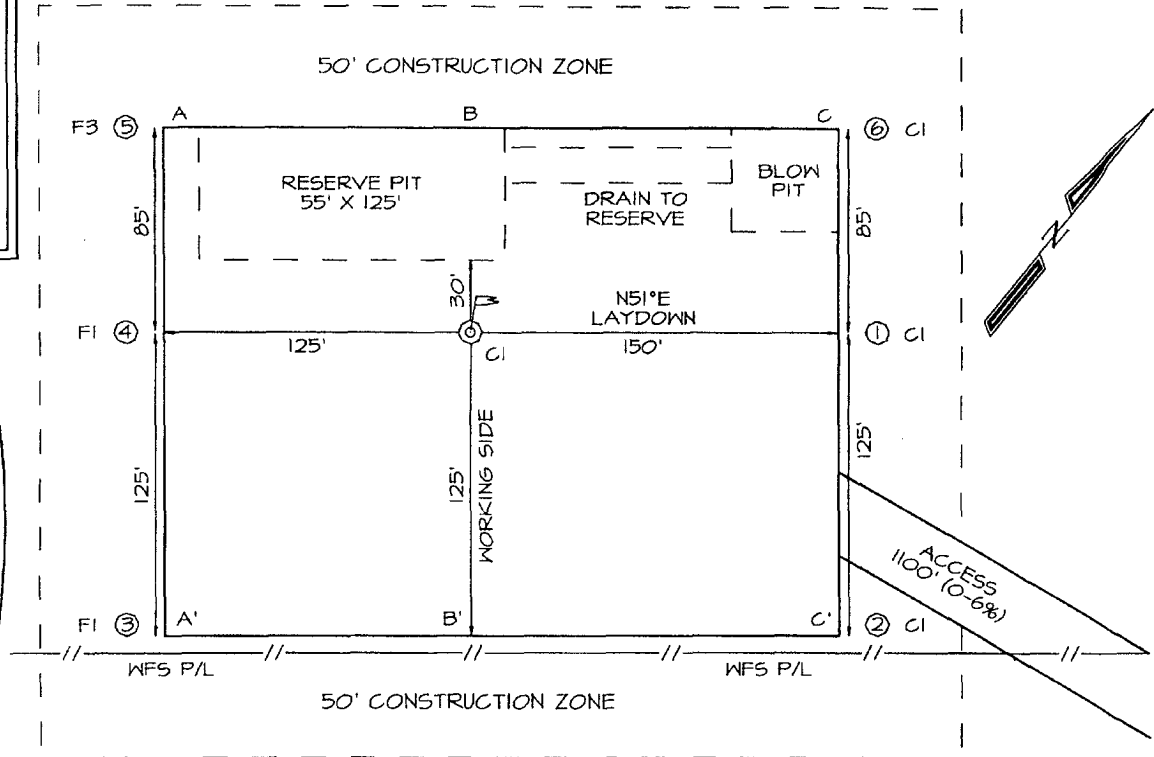 50' CONSTRUCTION ZONE
A
B
C
F3 ⑤
⑥ C1
RESERVE PIT
55' X 125'
DRAIN TO
RESERVE
BLOW
PIT
85'
85'
N
30'
N51°E
LAYDOWN
F1 ④
① C1
125'
C1
150'
125'
125'
WORKING SIDE
125'
ACCESS
1100' (0-6%)
F1 ③
A'
B'
C'
② C1
WFS P/L
WFS P/L
50' CONSTRUCTION ZONE